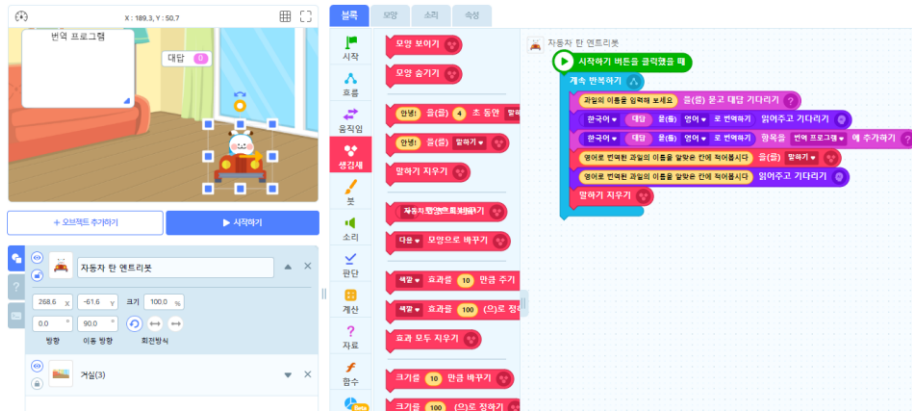 X : 189.3, Y : 50.7
번역 프로그램
대답 0
+ 오브젝트 추가하기
▶ 시작하기
자동차 탄 엔트리봇
268.6 X -61.6 Y 크기 100.0 %
0.0 ° 90.0 °
방향 이동 방향 회전방식
거실(3)
블록 모양 소리 속성
시작
흐름
움직임
생김새
붓
소리
판단
계산
?
자료
함수
Beta
모양 보이기
모양 숨기기
안녕! 을(를) 4 초 동안 말하
안녕! 을(를) 말하기
말하기 지우기
바꾸기
다음 모양으로 바꾸기
색깔 효과를 10 만큼 주기
색깔 효과를 100 (으)로 정하
효과 모두 지우기
크기를 10 만큼 바꾸기
크기를 100 (으)로 정하기
자동차 탄 엔트리봇
시작하기 버튼을 클릭했을 때
계속 반복하기
과일의 이름을 입력해 보세요 을(를) 묻고 대답 기다리기 ?
한국어 대답 을(를) 영어 로 번역하기 읽어주고 기다리기
한국어 대답 을(를) 영어 로 번역하기 항목을 번역 프로그램 에 추가하기 ?
영어로 번역된 과일의 이름을 알맞은 칸에 적어봅시다 을(를) 말하기
영어로 번역된 과일의 이름을 알맞은 칸에 적어봅시다 읽어주고 기다리기
말하기 지우기